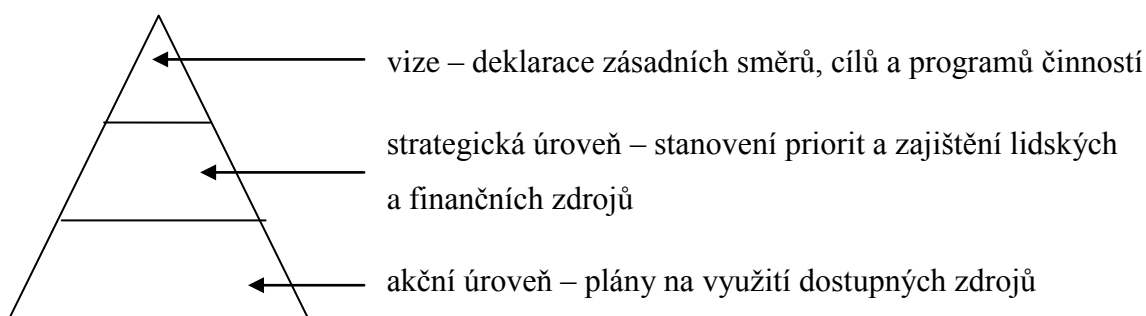 vize – deklarace zásadních směrů, cílů a programů činností
strategická úroveň – stanovení priorit a zajištění lidských
a finančních zdrojů
akční úroveň – plány na využití dostupných zdrojů